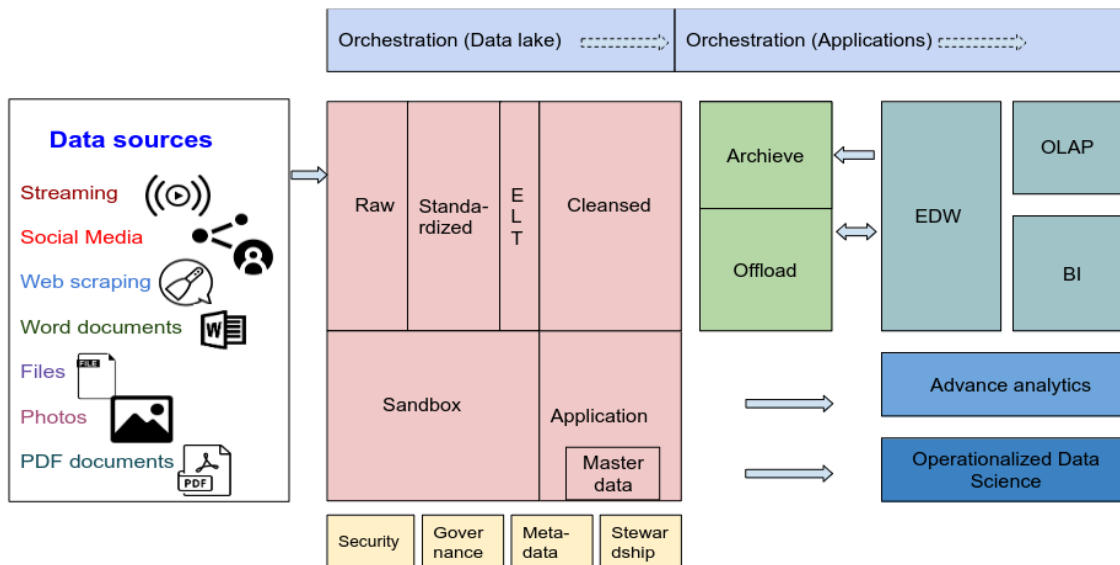 Orchestration (Data lake)
Orchestration (Applications)
Data sources
Streaming
Social Media
Web scraping
Word documents
W
Files
FILE
Photos
PDF documents
PDF
Raw
Standa-
rdized
E
L
T
Cleansed
Sandbox
Application
Master
data
Security
Gover
nance
Meta-
data
Stewar
dship
Archieve
Offload
EDW
OLAP
BI
Advance analytics
Operationalized Data
Science